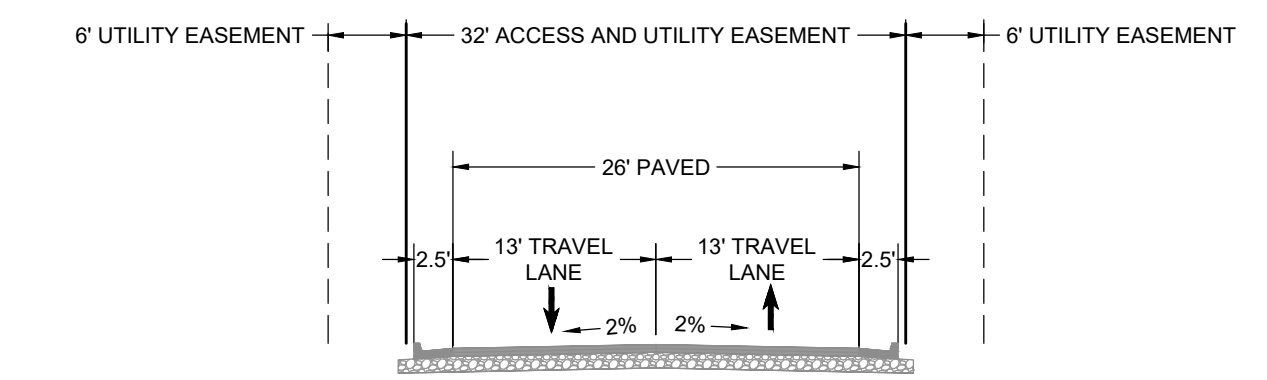 6' UTILITY EASEMENT
32' ACCESS AND UTILITY EASEMENT
6' UTILITY EASEMENT
26' PAVED
2.5'
13' TRAVEL
LANE
13' TRAVEL
LANE
2.5'
2%
2%